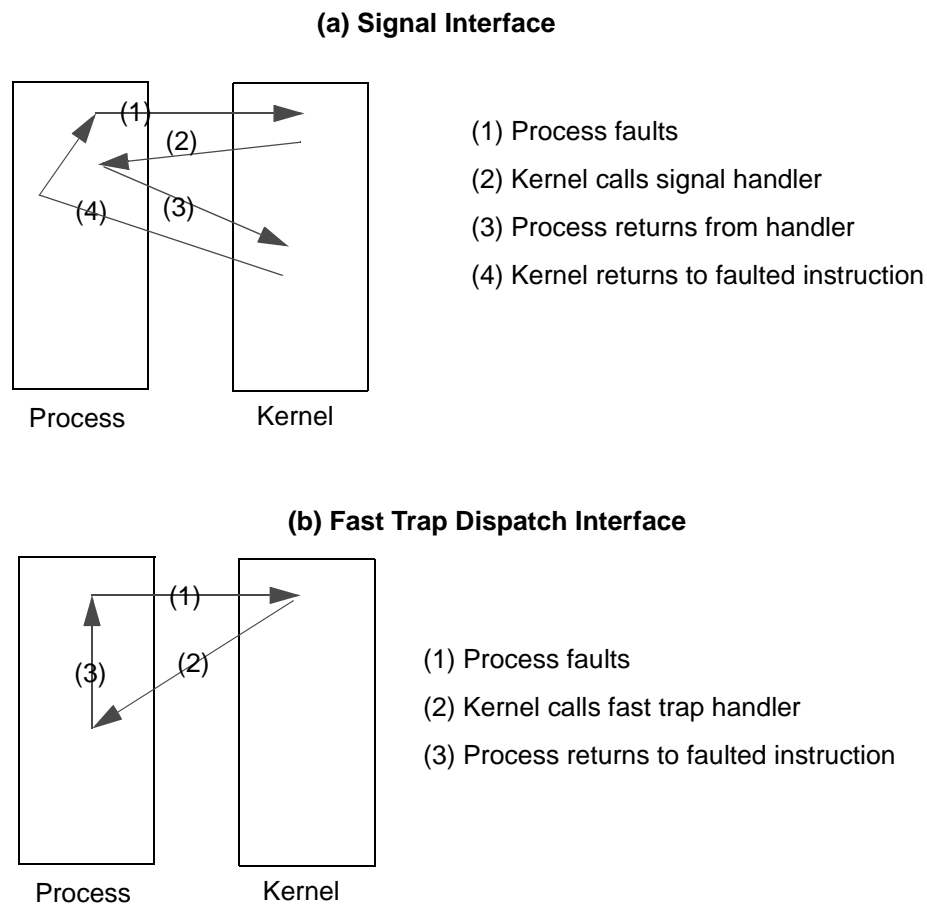 (a) Signal Interface
(1)
(2)
(3)
(4)
(1) Process faults
(2) Kernel calls signal handler
(3) Process returns from handler
(4) Kernel returns to faulted instruction
Process
Kernel
(b) Fast Trap Dispatch Interface
(1)
(2)
(3)
(1) Process faults
(2) Kernel calls fast trap handler
(3) Process returns to faulted instruction
Process
Kernel